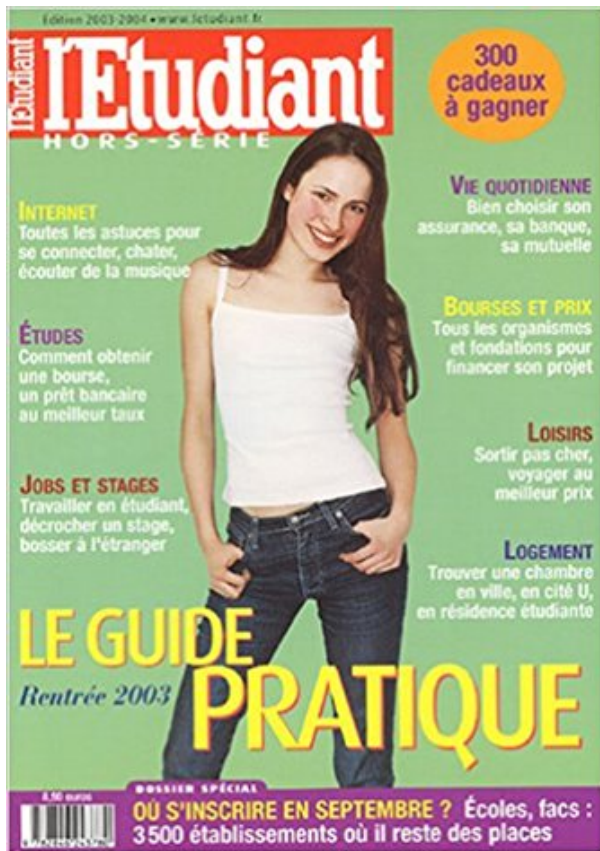 Edition 2003-2004 • www.letudiant.fr
l'Etudiant
l'Etudiant
HORS-SÉRIE
300
cadeaux
à gagner
INTERNET
Toutes les astuces pour
se connecter, chater,
écouter de la musique
ÉTUDES
Comment obtenir
une bourse,
un prêt bancaire
au meilleur taux
JOBS ET STAGES
Travailler en étudiant,
décrocher un stage,
bosser à l'étranger
VIE QUOTIDIENNE
Bien choisir son
assurance, sa banque,
sa mutuelle
BOURSES ET PRIX
Tous les organismes
et fondations pour
financer son projet
LOISIRS
Sortir pas cher,
voyager au
meilleur prix
LOGEMENT
Trouver une chambre
en ville, en cité U,
en résidence étudiante
LE GUIDE
Rentrée 2003
PRATIQUE
4,90 euros
DOSSIER SPÉCIAL
OÙ S'INSCRIRE EN SEPTEMBRE ? Écoles, facs :
3500 établissements où il reste des places